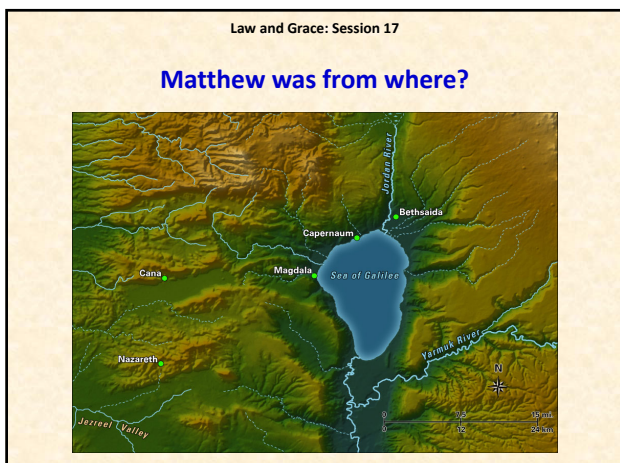 Law and Grace: Session 17
Matthew was from where?
Jordan River
Bethsaida
Capernaum
Magdala
Sea of Galilee
Cana
Nazareth
Yarmuk River
N
Jezreel Valley
0 7.5 15 mi.
0 12 24 km